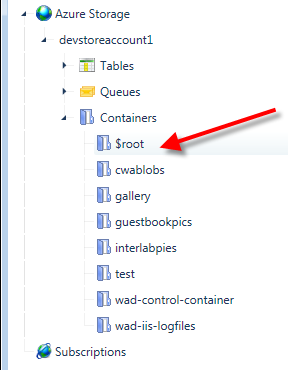 Azure Storage
devstoreaccount1
Tables
Queues
Containers
$root
cwablobs
gallery
guestbookpics
interlabpies
test
wad-control-container
wad-iis-logfiles
Subscriptions